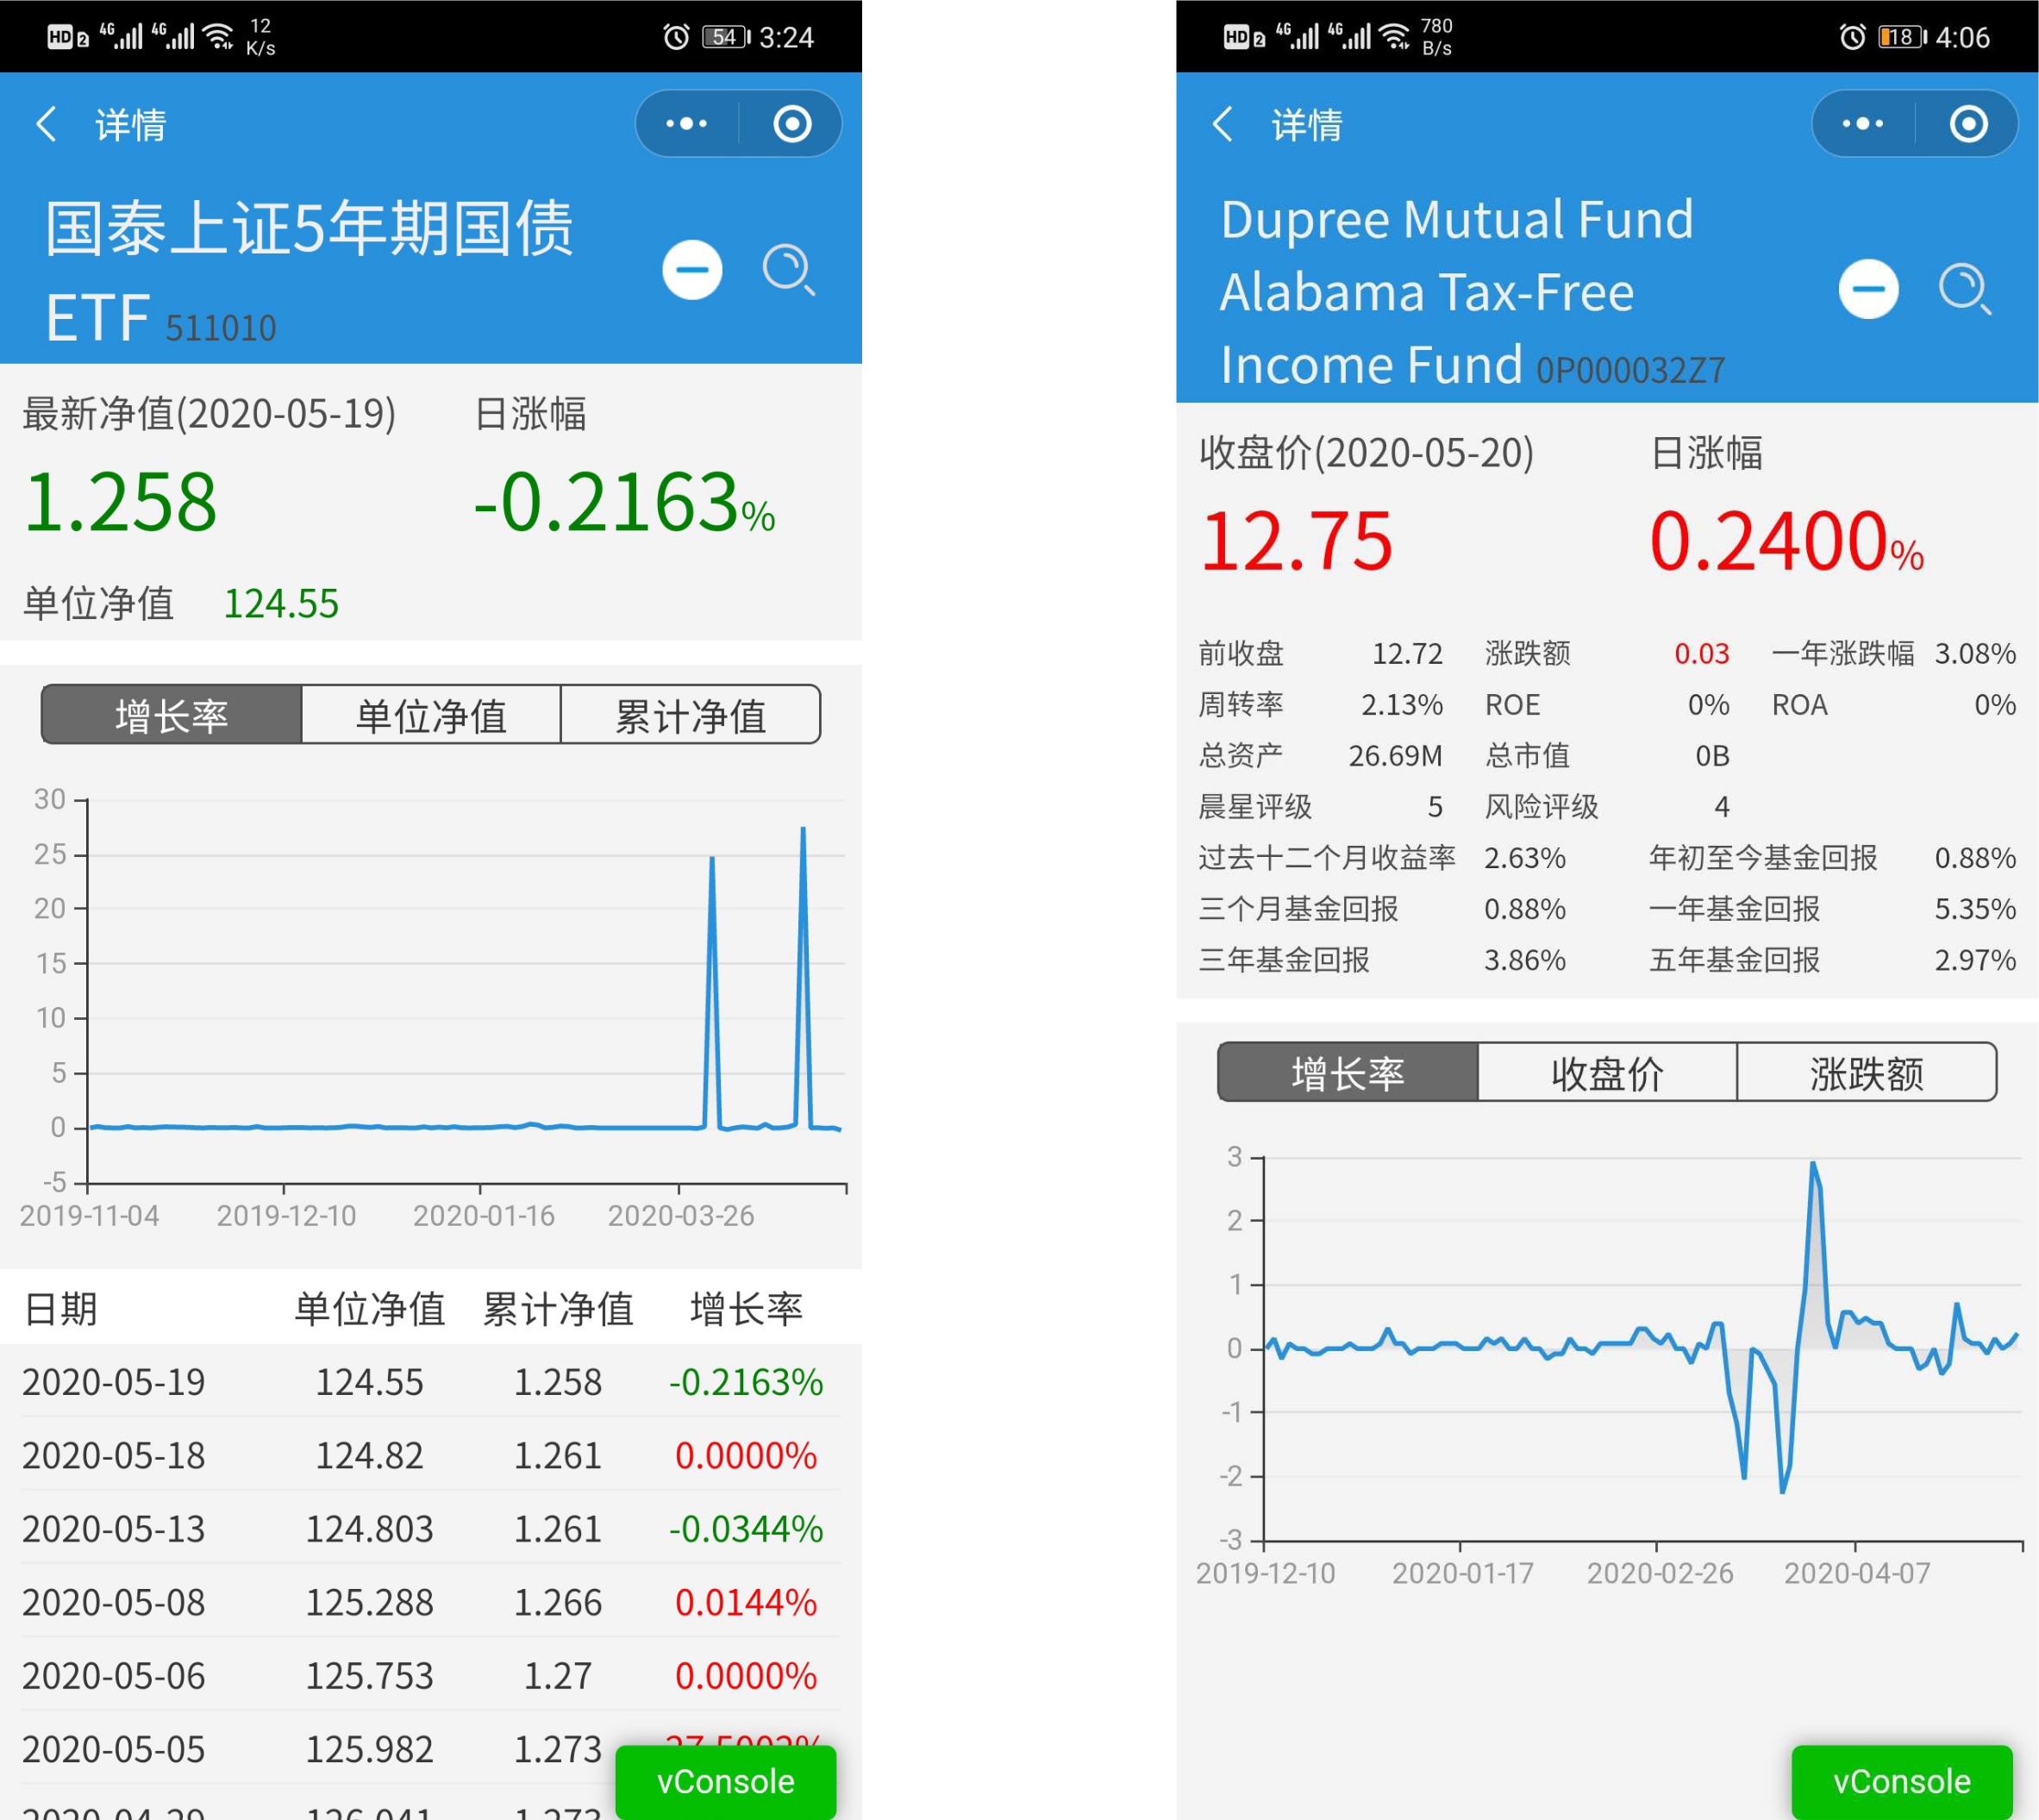 HD 2 4G 4G 12 K/s 54 3:24
详情
国泰上证5年期国债
ETF 511010
最新净值(2020-05-19) 日涨幅
1.258 -0.2163%
单位净值 124.55
增长率 单位净值 累计净值
30
25
20
15
10
5
0
-5
2019-11-04 2019-12-10 2020-01-16 2020-03-26
日期 单位净值 累计净值 增长率
2020-05-19 124.55 1.258 -0.2163%
2020-05-18 124.82 1.261 0.0000%
2020-05-13 124.803 1.261 -0.0344%
2020-05-08 125.288 1.266 0.0144%
2020-05-06 125.753 1.27 0.0000%
2020-05-05 125.982 1.273
vConsole
2020-04-29 126.041 1.273
HD 2 4G 4G 780 B/s 18 4:06
详情
Dupree Mutual Fund
Alabama Tax-Free
Income Fund 0P000032Z7
收盘价(2020-05-20) 日涨幅
12.75 0.2400%
前收盘 12.72 涨跌额 0.03 一年涨跌幅 3.08%
周转率 2.13% ROE 0% ROA 0%
总资产 26.69M 总市值 0B
晨星评级 5 风险评级 4
过去十二个月收益率 2.63% 年初至今基金回报 0.88%
三个月基金回报 0.88% 一年基金回报 5.35%
三年基金回报 3.86% 五年基金回报 2.97%
增长率 收盘价 涨跌额
3
2
1
0
-1
-2
-3
2019-12-10 2020-01-17 2020-02-26 2020-04-07
vConsole